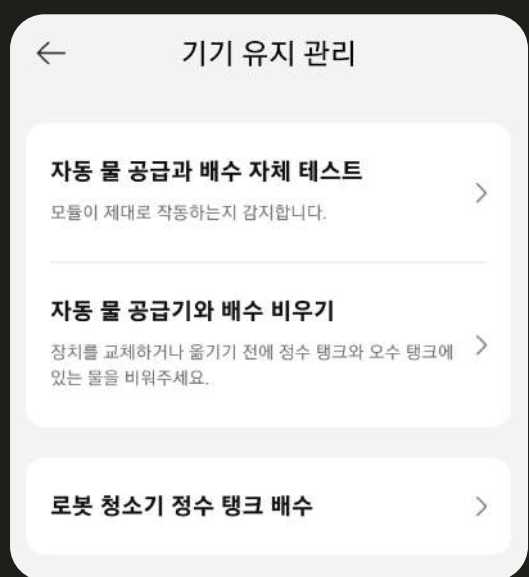 기기 유지 관리
자동 물 공급과 배수 자체 테스트
모듈이 제대로 작동하는지 감지합니다.
자동 물 공급기와 배수 비우기
장치를 교체하거나 옮기기 전에 정수 탱크와 오수 탱크에
있는 물을 비워주세요.
로봇 청소기 정수 탱크 배수